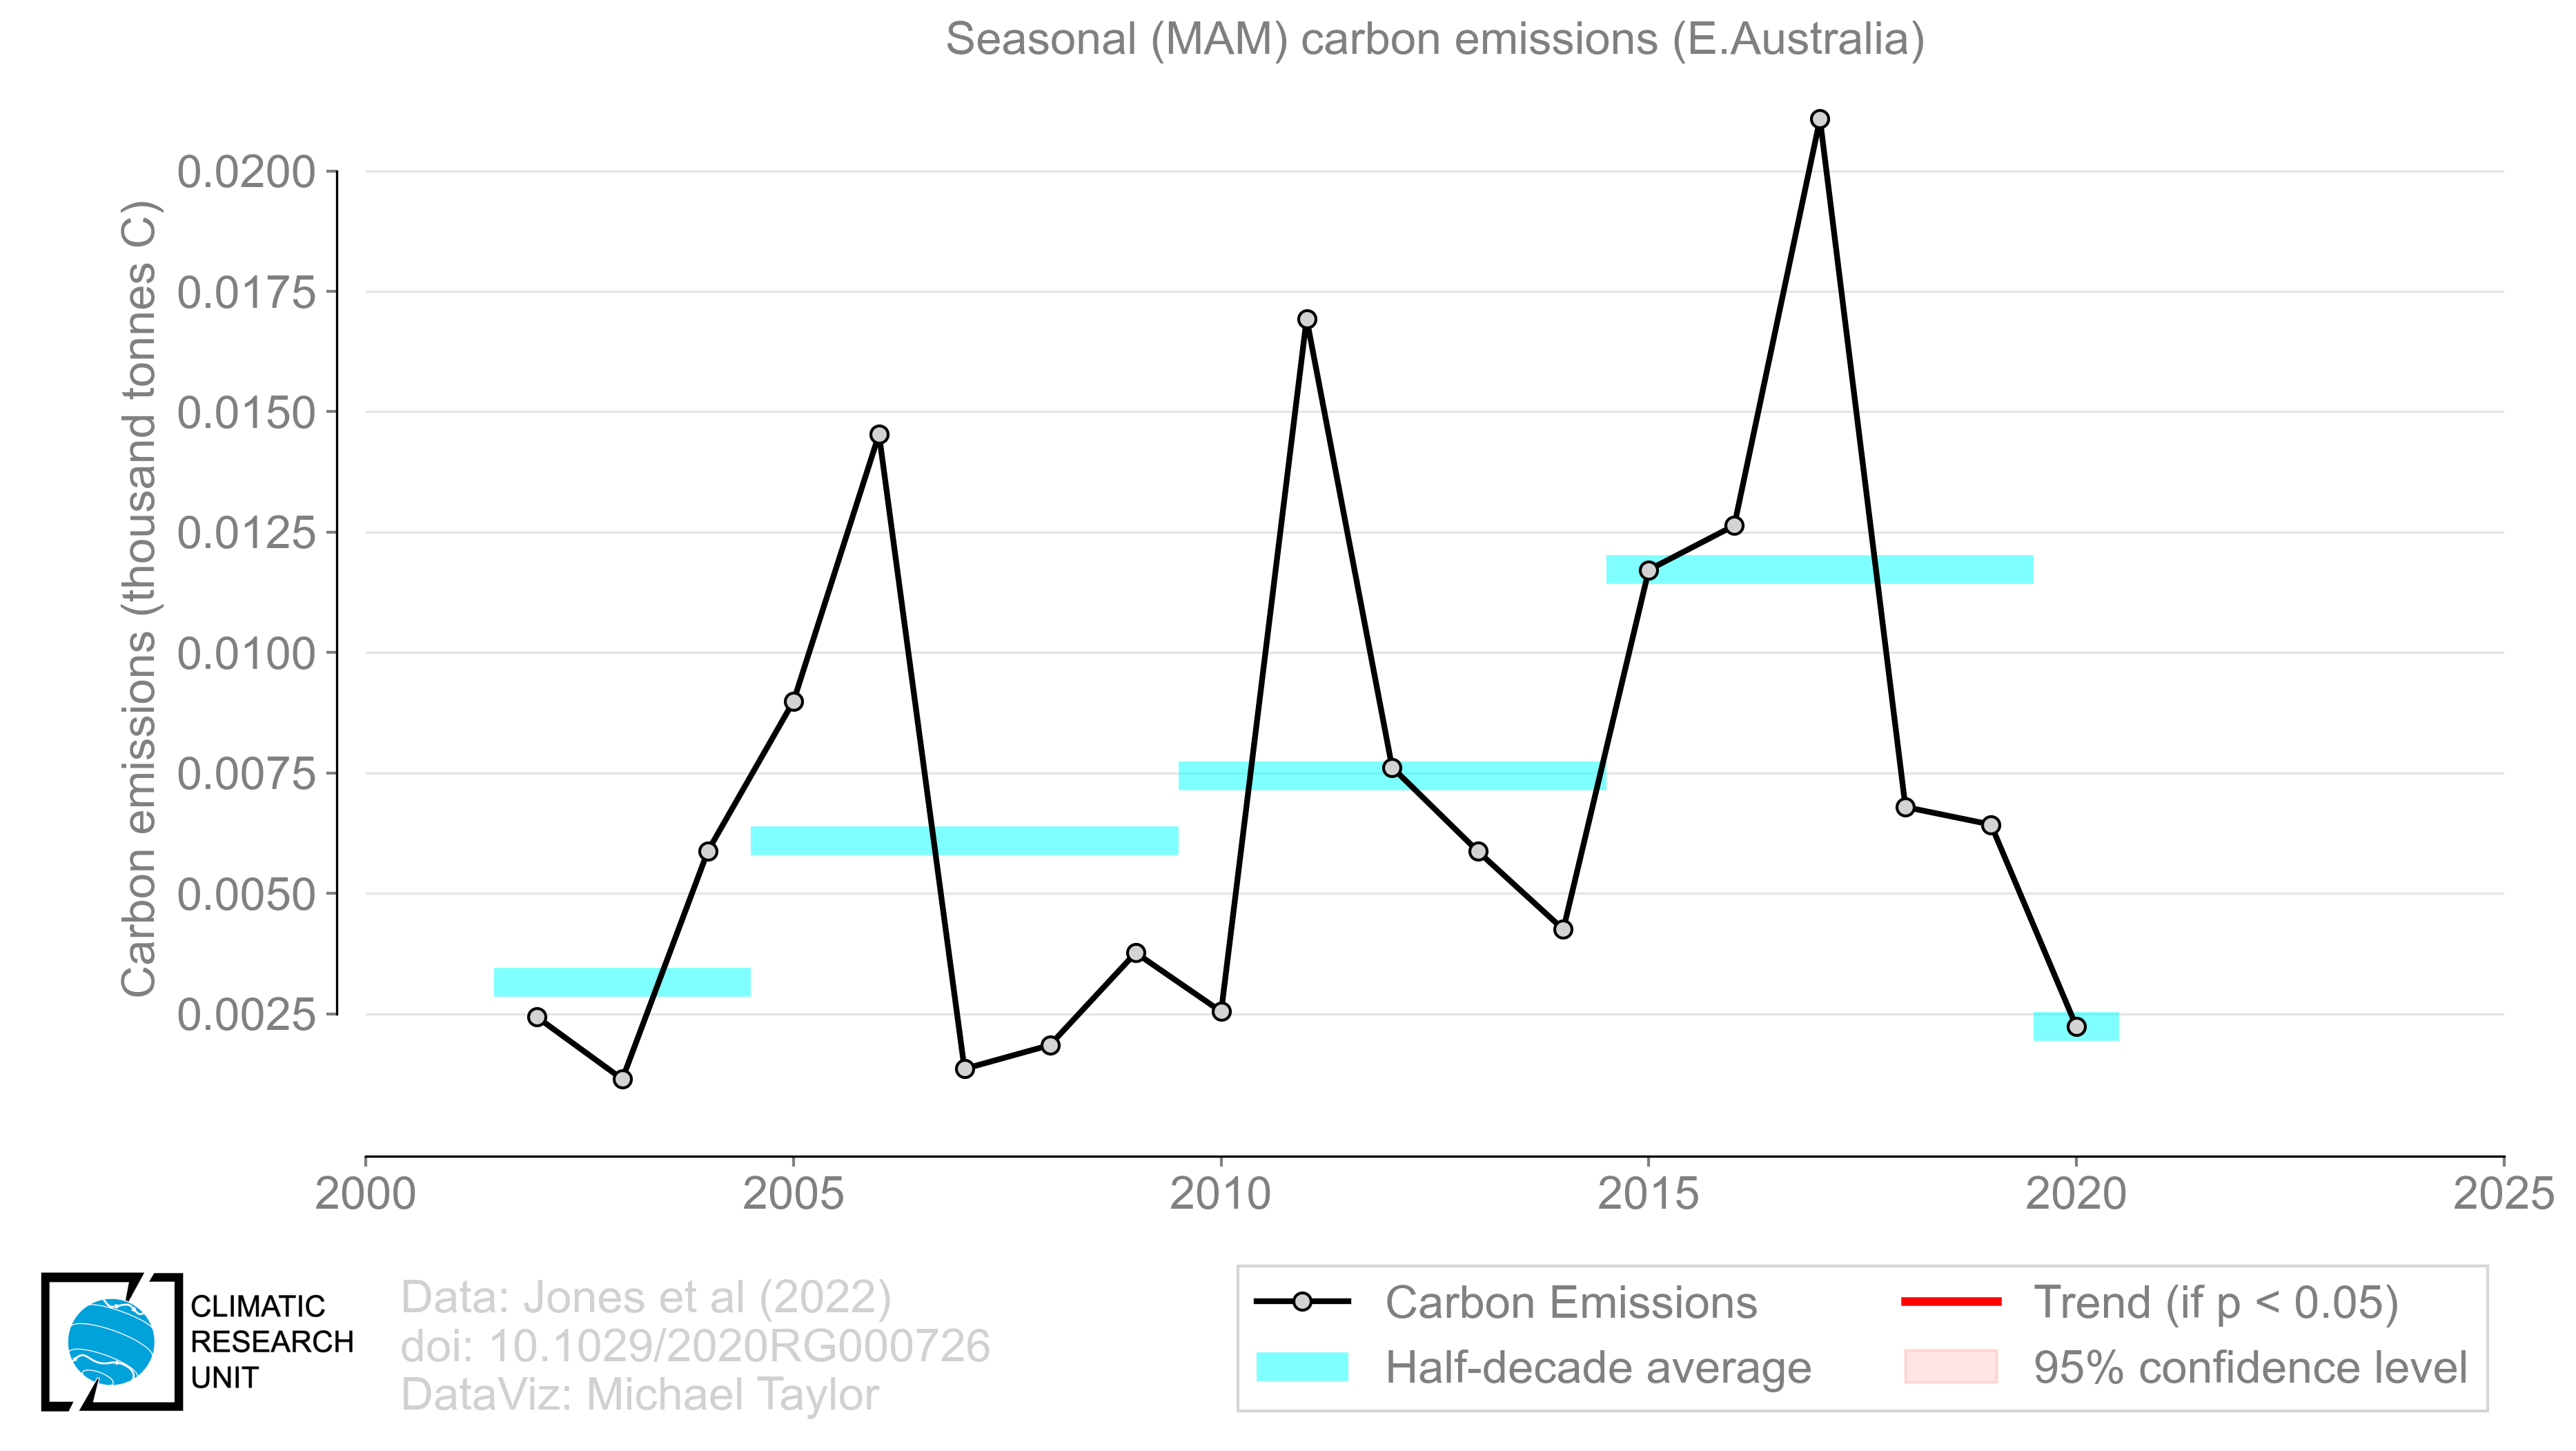 Seasonal (MAM) carbon emissions (E.Australia)
Carbon emissions (thousand tonnes C)
0.0200
0.0175
0.0150
0.0125
0.0100
0.0075
0.0050
0.0025
2000 2005 2010 2015 2020 2025
CLIMATIC
RESEARCH
UNIT
Data: Jones et al (2022)
doi: 10.1029/2020RG000726
DataViz: Michael Taylor
Carbon Emissions
Half-decade average
Trend (if p < 0.05)
95% confidence level